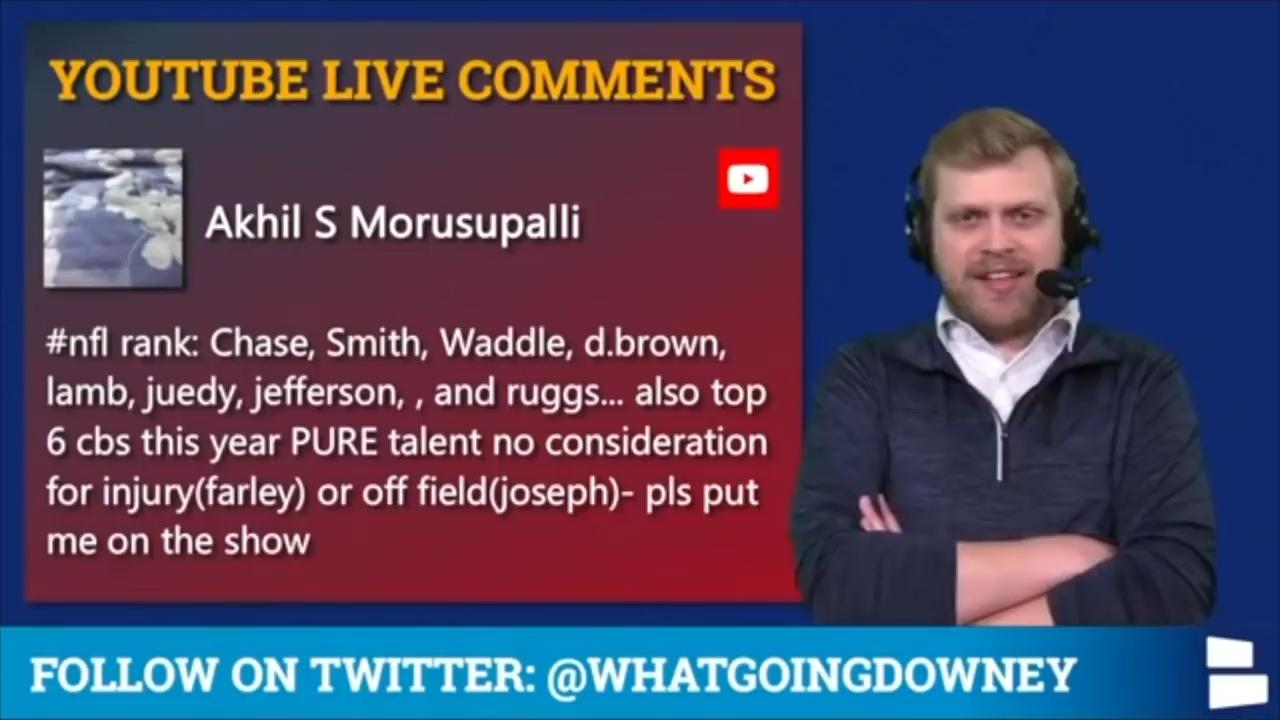 YOUTUBE LIVE COMMENTS
Akhil S Morusupalli
#nfl rank: Chase, Smith, Waddle, d.brown,
lamb, juedy, jefferson, , and ruggs... also top
6 cbs this year PURE talent no consideration
for injury(farley) or off field(joseph)- pls put
me on the show
FOLLOW ON TWITTER: @WHATGOINGDOWNEY